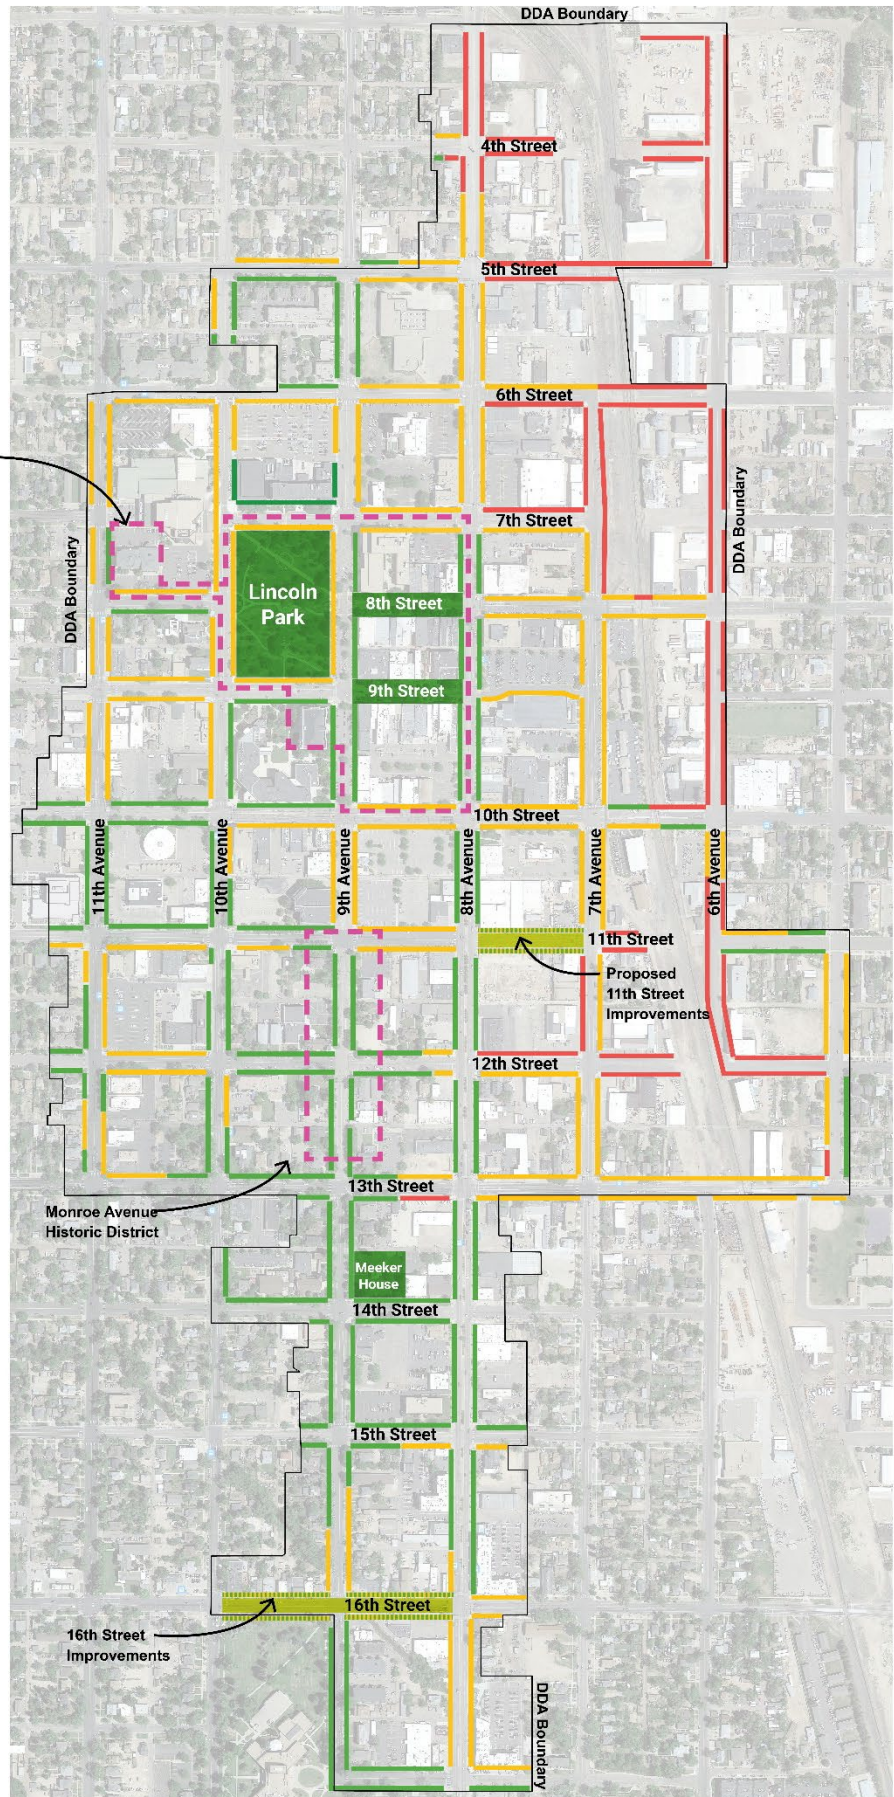 DDA Boundary
4th Street
5th Street
6th Street
7th Street
DDA Boundary
DDA Boundary
Lincoln
Park
8th Street
9th Street
10th Street
11th Avenue
10th Avenue
9th Avenue
8th Avenue
7th Avenue
6th Avenue
11th Street
Proposed
11th Street
Improvements
12th Street
13th Street
Monroe Avenue
Historic District
Meeker
House
14th Street
15th Street
16th Street
16th Street
Improvements
DDA Boundary